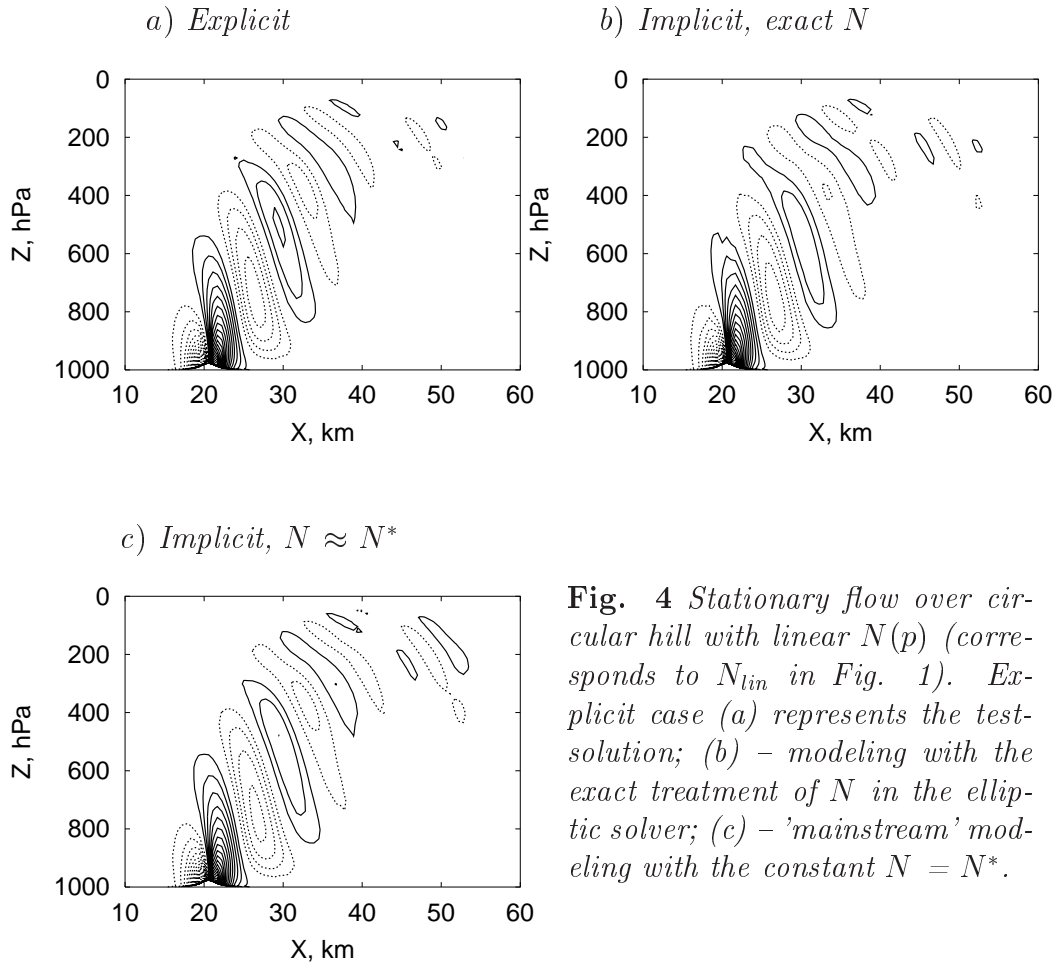 a) Explicit
0
200
400
600
800
1000
Z, hPa
10 20 30 40 50 60
X, km
b) Implicit, exact N
0
200
400
600
800
1000
Z, hPa
10 20 30 40 50 60
X, km
c) Implicit, N ≈ N*
0
200
400
600
800
1000
Z, hPa
10 20 30 40 50 60
X, km
Fig. 4 Stationary flow over cir-
cular hill with linear N(p) (corre-
sponds to N_lin in Fig. 1). Ex-
plicit case (a) represents the test-
solution; (b) – modeling with the
exact treatment of N in the ellip-
tic solver; (c) – 'mainstream' mod-
eling with the constant N = N*.